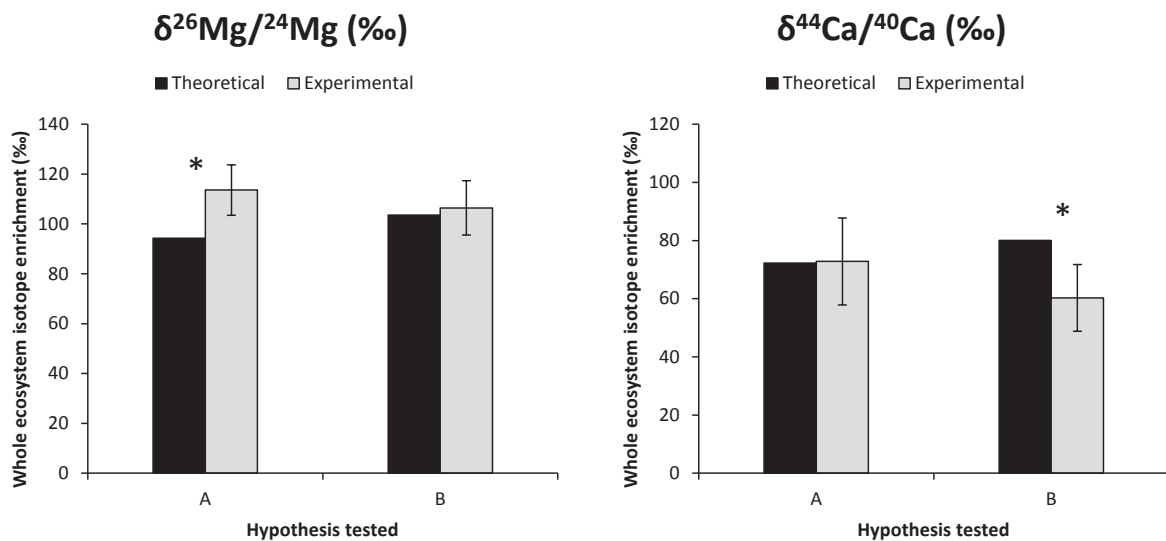 δ²⁶Mg/²⁴Mg (‰)
Theoretical Experimental
Whole ecosystem isotope enrichment (‰)
140
120
100
80
60
40
20
0
*
A B
Hypothesis tested
δ⁴⁴Ca/⁴⁰Ca (‰)
Theoretical Experimental
Whole ecosystem isotope enrichment (‰)
120
100
80
60
40
20
0
*
A B
Hypothesis tested